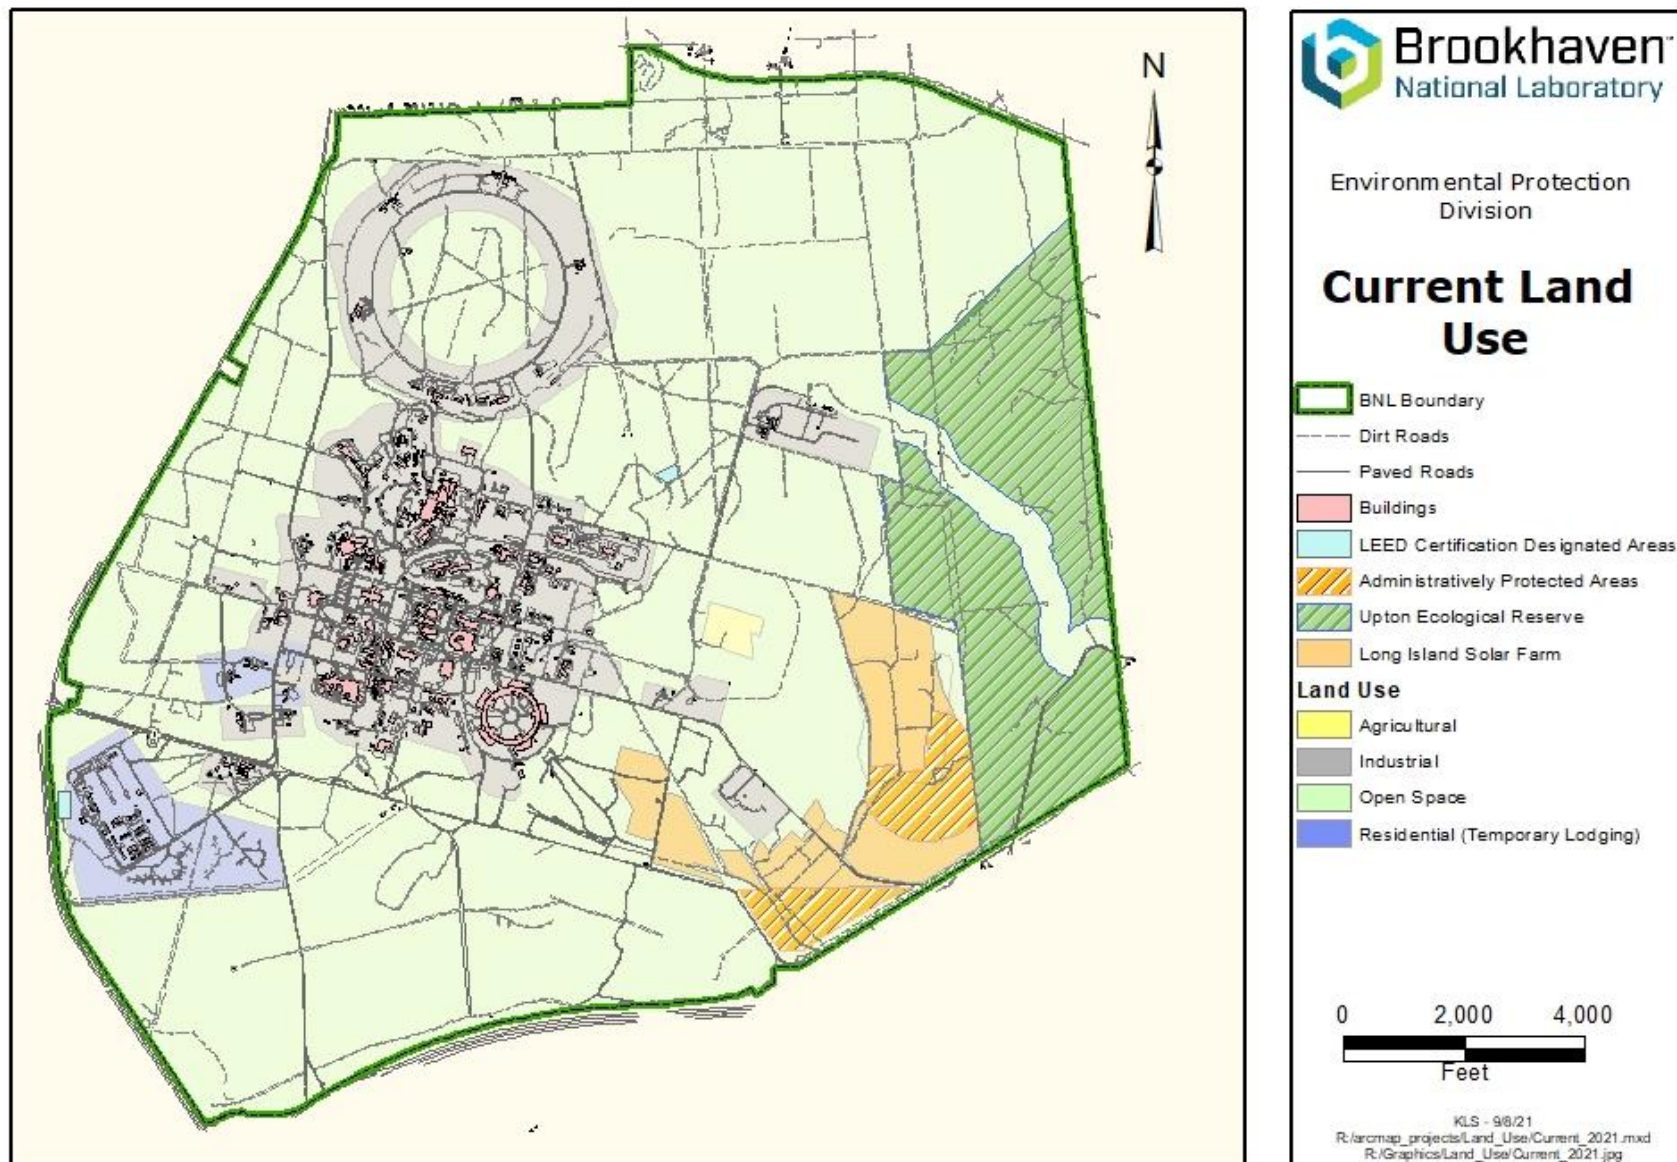 N
Brookhaven™
National Laboratory
Environmental Protection
Division
Current Land
Use
BNL Boundary
Dirt Roads
Paved Roads
Buildings
LEED Certification Designated Areas
Administratively Protected Areas
Upton Ecological Reserve
Long Island Solar Farm
Land Use
Agricultural
Industrial
Open Space
Residential (Temporary Lodging)
0 2,000 4,000
Feet
KLS - 9/8/21
R:/arcmap_projects/Land_Use/Current_2021.mxd
R:/Graphics/Land_Use/Current_2021.jpg